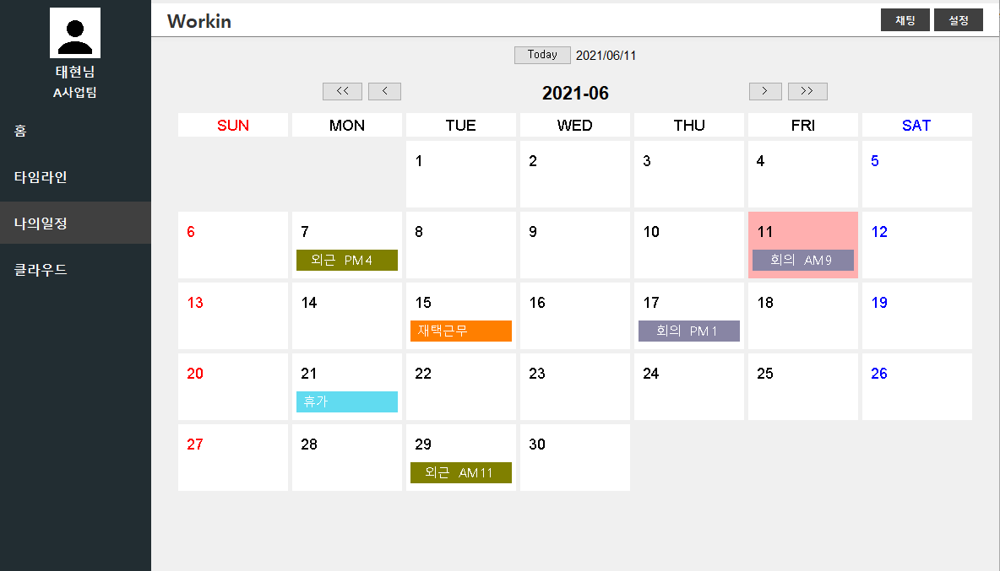 태현님
A사업팀
홈
타임라인
나의일정
클라우드
Workin
채팅 설정
Today 2021/06/11
<< < 2021-06 > >>
SUN MON TUE WED THU FRI SAT
1 2 3 4 5
6 7 8 9 10 11 12
외근 PM4 회의 AM9
13 14 15 16 17 18 19
재택근무 회의 PM1
20 21 22 23 24 25 26
휴가
27 28 29 30
외근 AM11